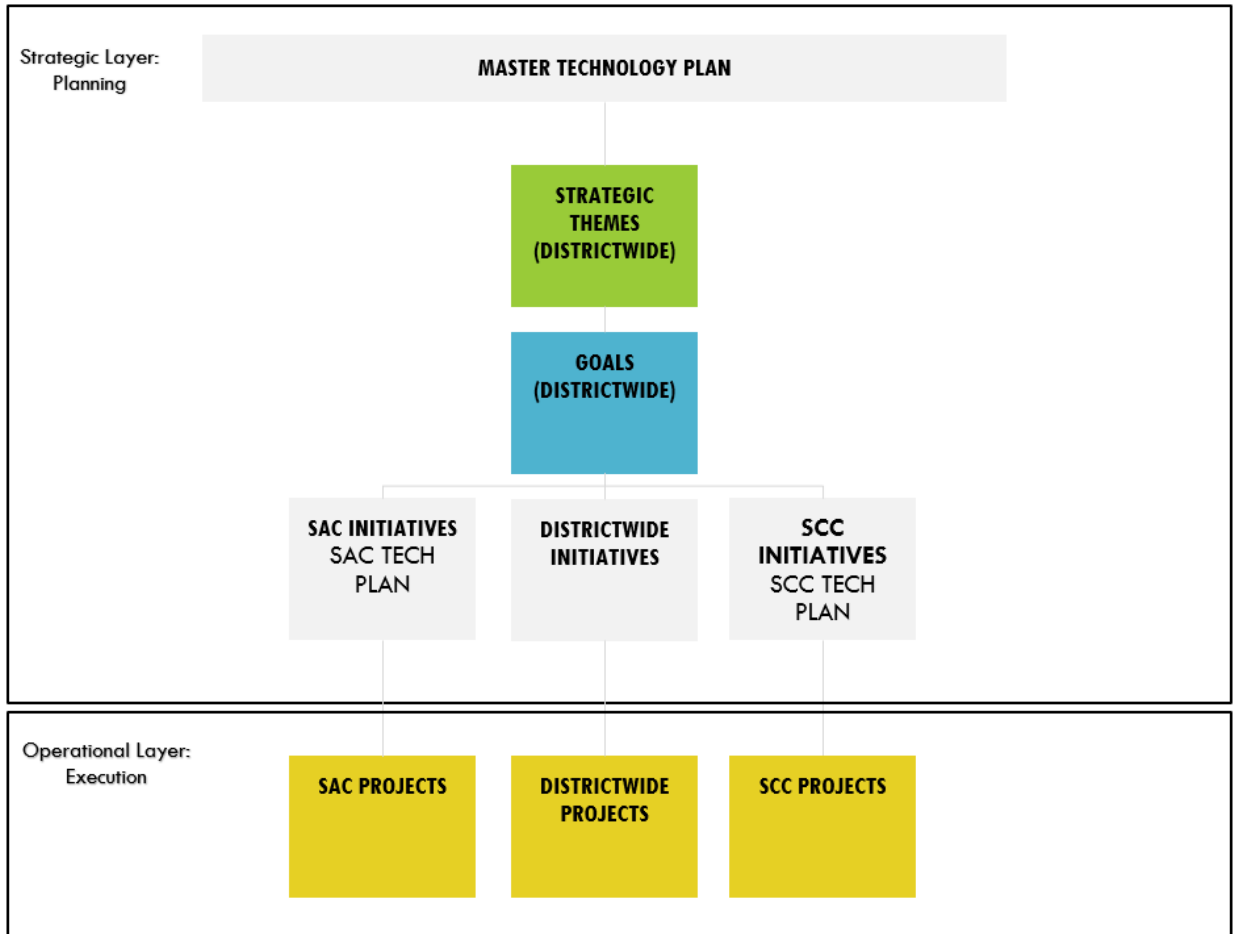 Strategic Layer:
Planning
MASTER TECHNOLOGY PLAN
STRATEGIC
THEMES
(DISTRICTWIDE)
GOALS
(DISTRICTWIDE)
SAC INITIATIVES
SAC TECH
PLAN
DISTRICTWIDE
INITIATIVES
SCC
INITIATIVES
SCC TECH
PLAN
Operational Layer:
Execution
SAC PROJECTS
DISTRICTWIDE
PROJECTS
SCC PROJECTS